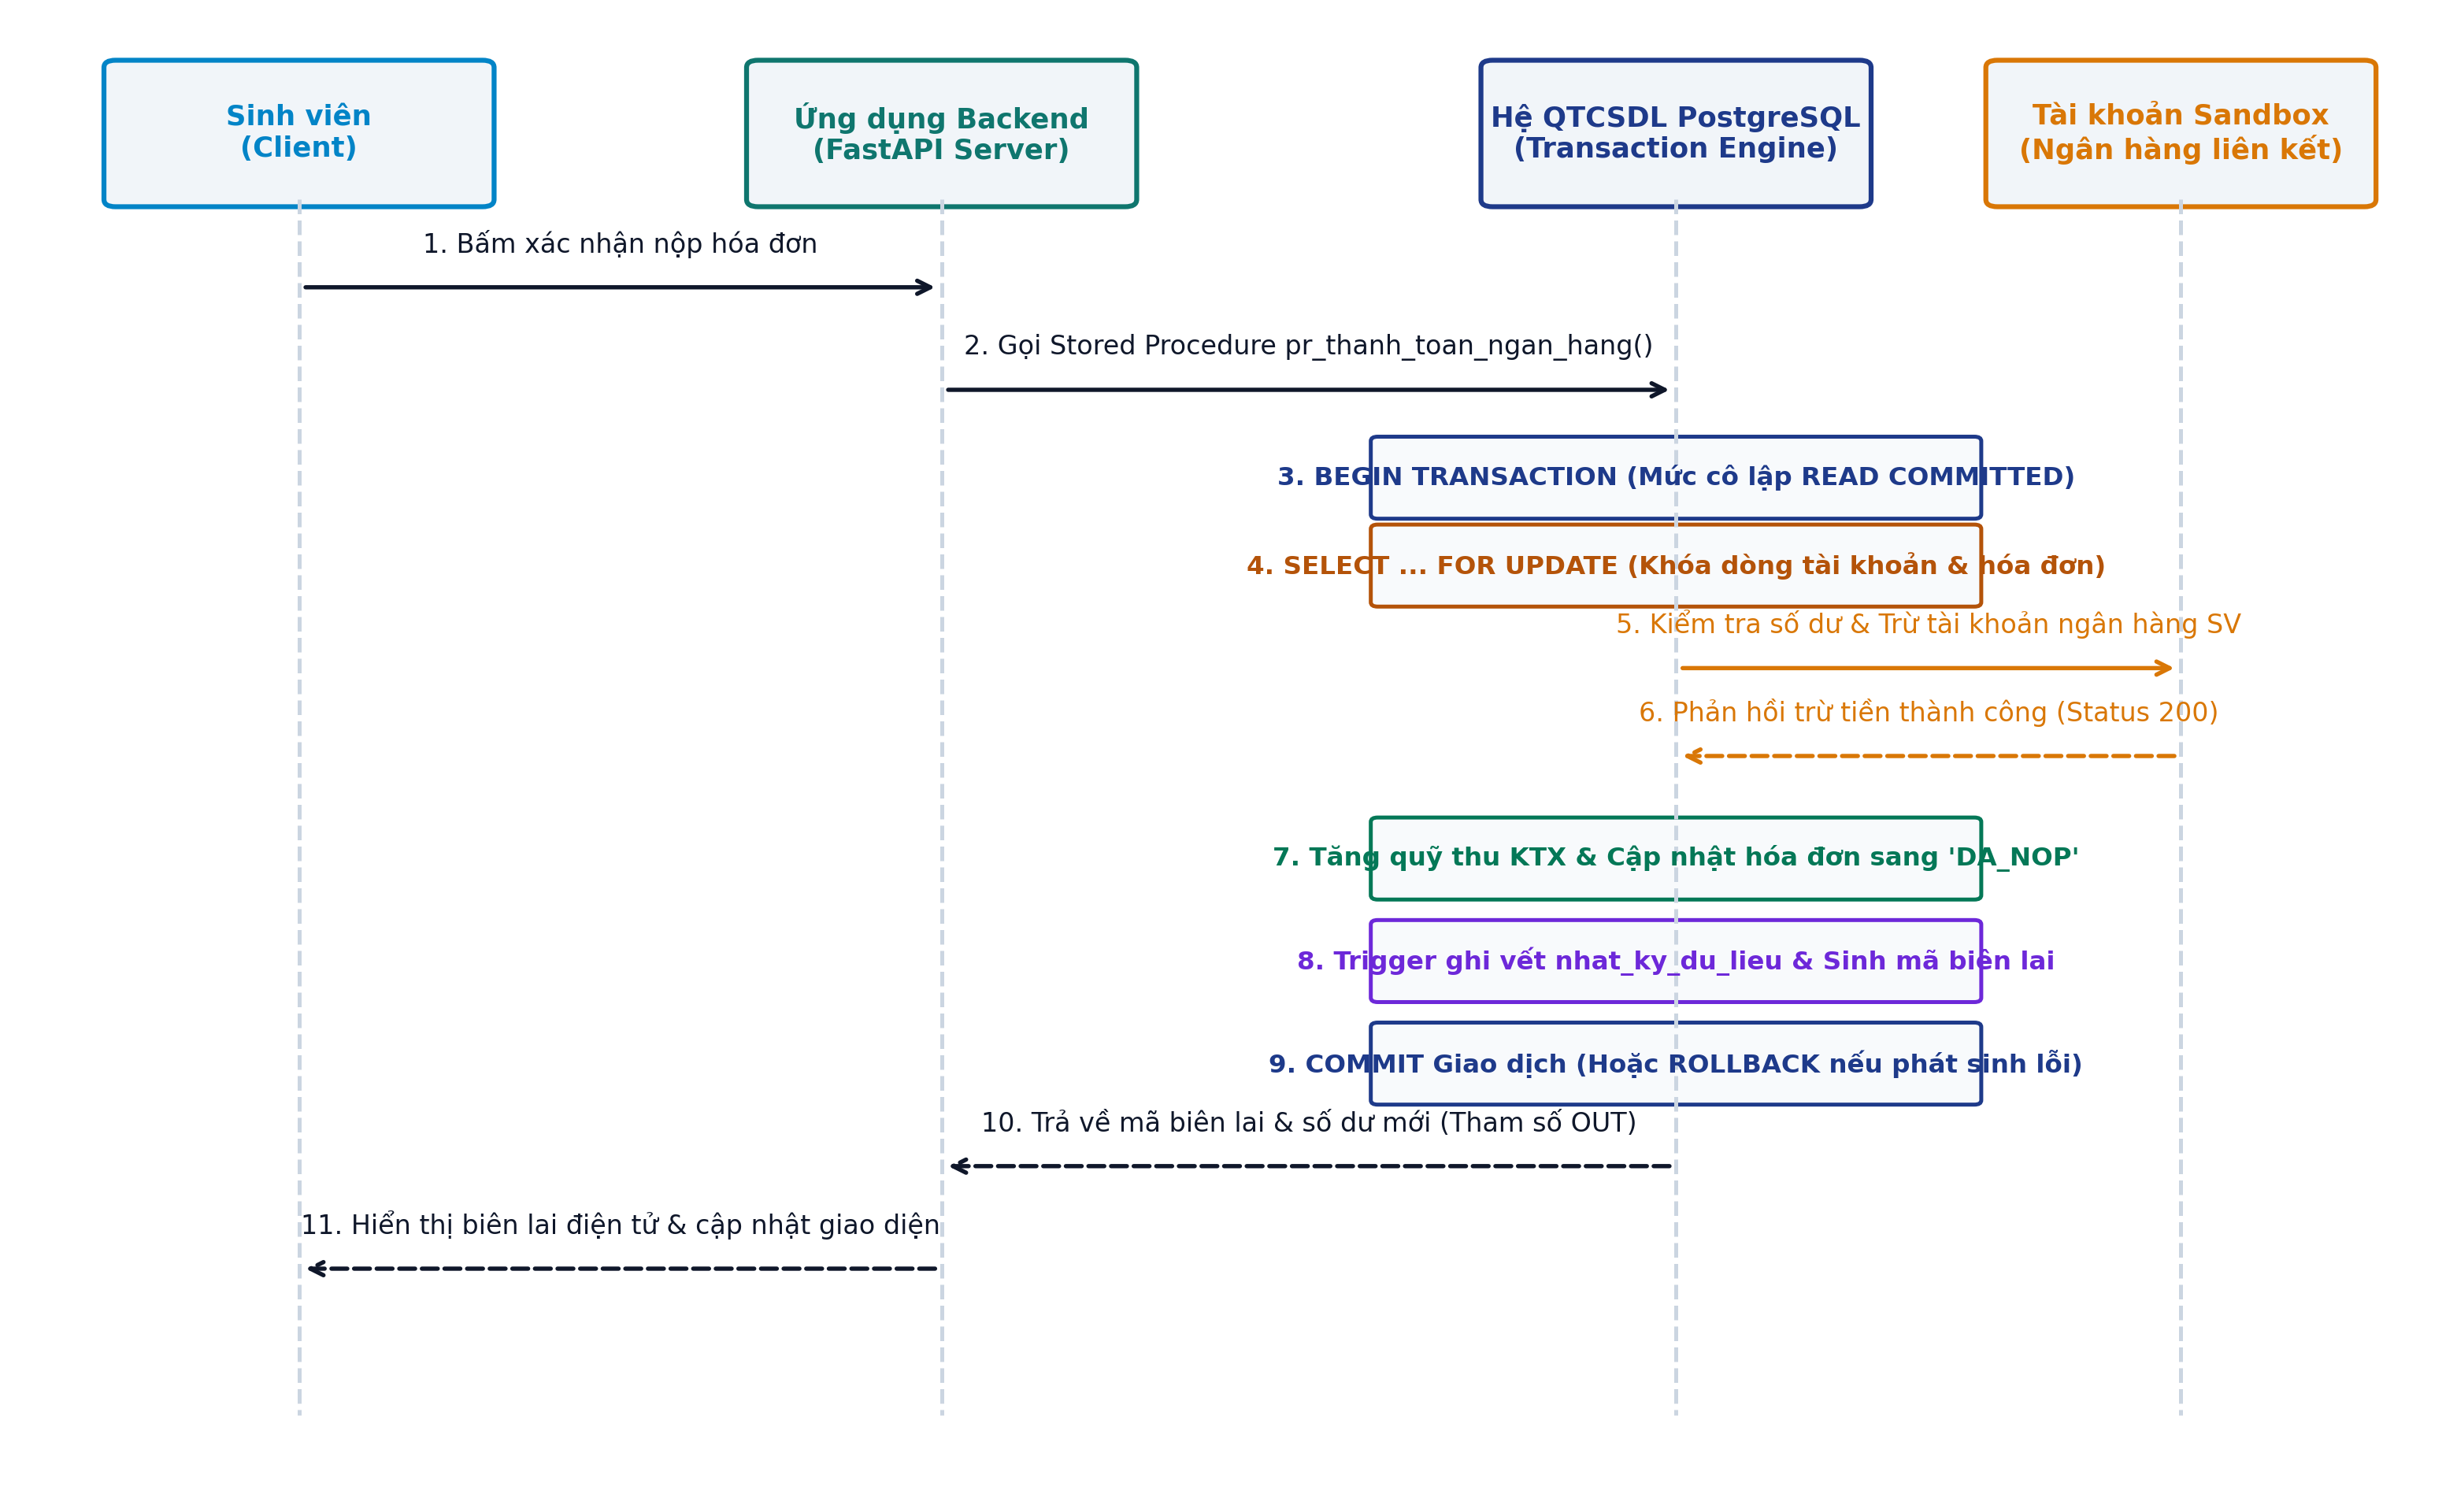 Sinh viên
(Client)
Ứng dụng Backend
(FastAPI Server)
Hệ QTCSDL PostgreSQL
(Transaction Engine)
Tài khoản Sandbox
(Ngân hàng liên kết)
1. Bấm xác nhận nộp hóa đơn
2. Gọi Stored Procedure pr_thanh_toan_ngan_hang()
3. BEGIN TRANSACTION (Mức cô lập READ COMMITTED)
4. SELECT ... FOR UPDATE (Khóa dòng tài khoản & hóa đơn)
5. Kiểm tra số dư & Trừ tài khoản ngân hàng SV
6. Phản hồi trừ tiền thành công (Status 200)
7. Tăng quỹ thu KTX & Cập nhật hóa đơn sang 'DA_NOP'
8. Trigger ghi vết nhat_ky_du_lieu & Sinh mã biên lai
9. COMMIT Giao dịch (Hoặc ROLLBACK nếu phát sinh lỗi)
10. Trả về mã biên lai & số dư mới (Tham số OUT)
11. Hiển thị biên lai điện tử & cập nhật giao diện